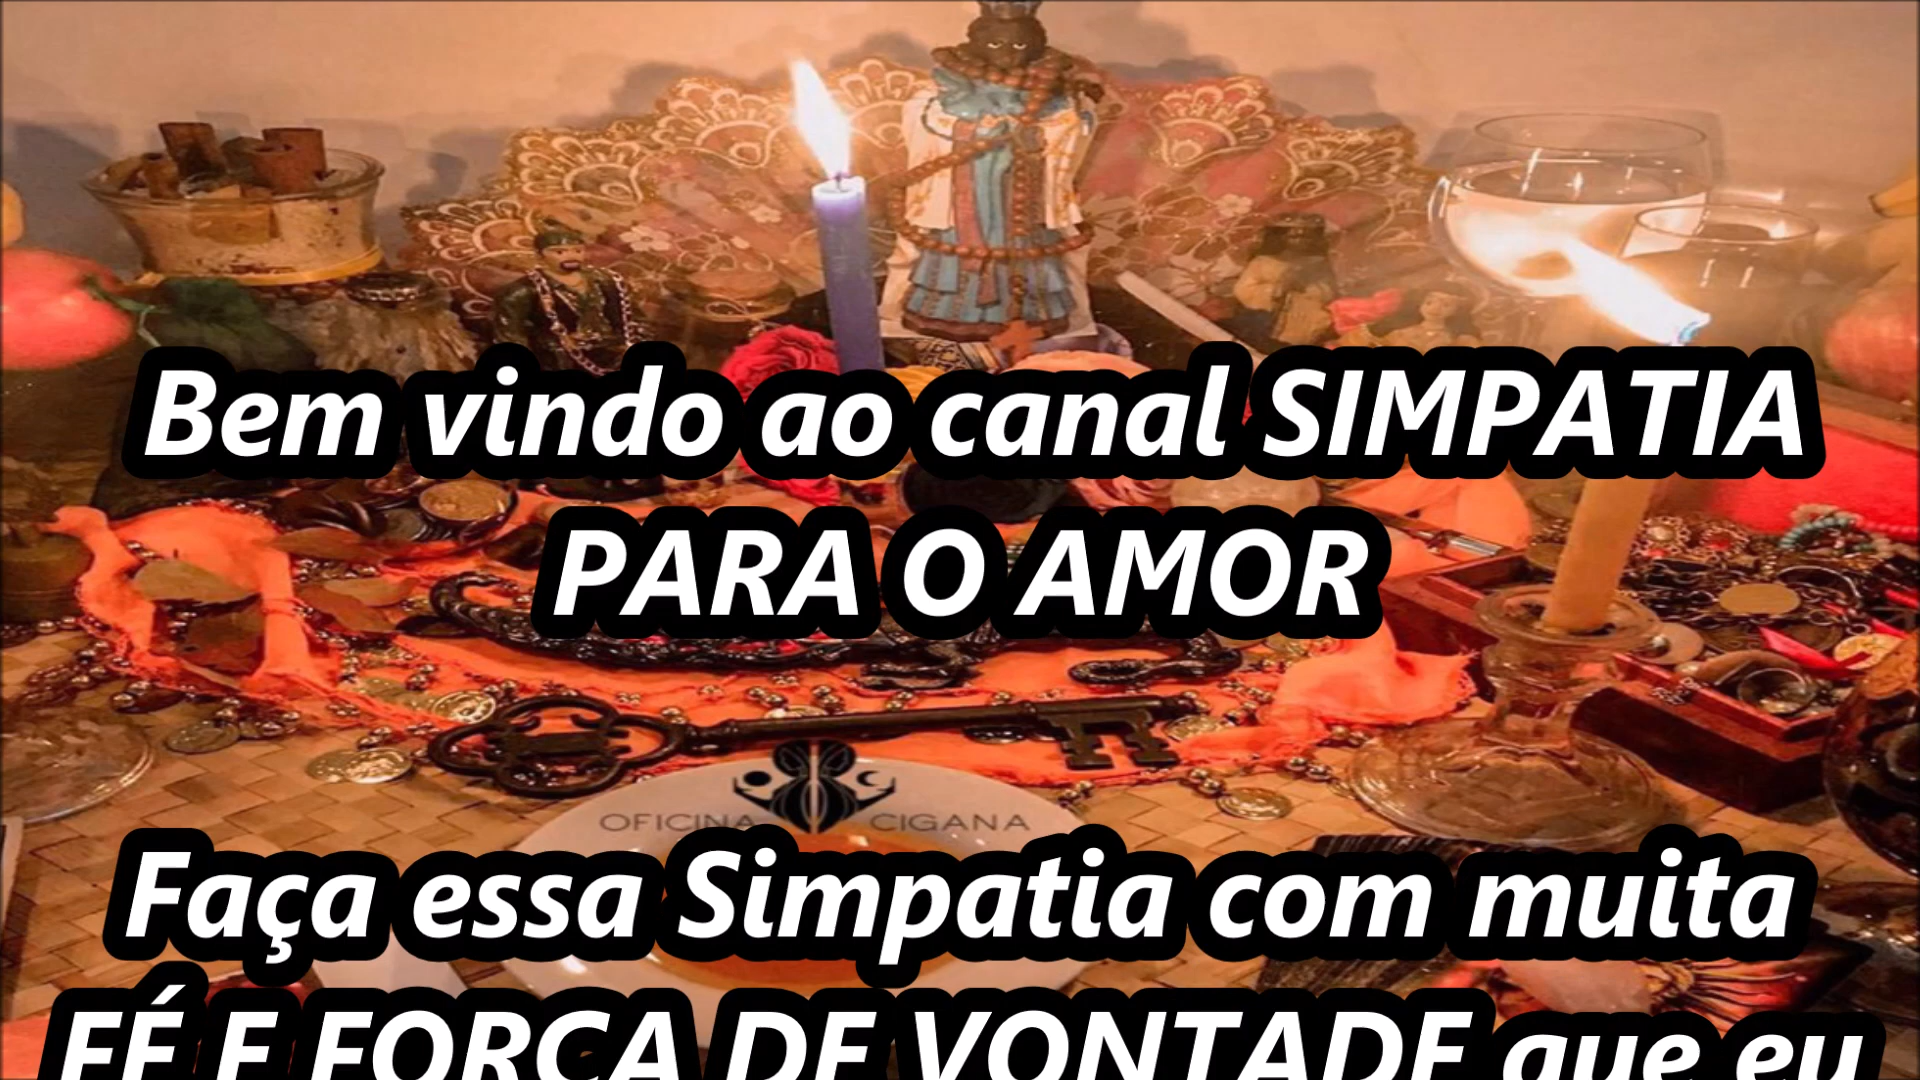 Bem vindo ao canal SIMPATIA
PARA O AMOR
OFICINA CIGANA
Faça essa Simpatia com muita
FÉ E FORÇA DE VONTADE que eu